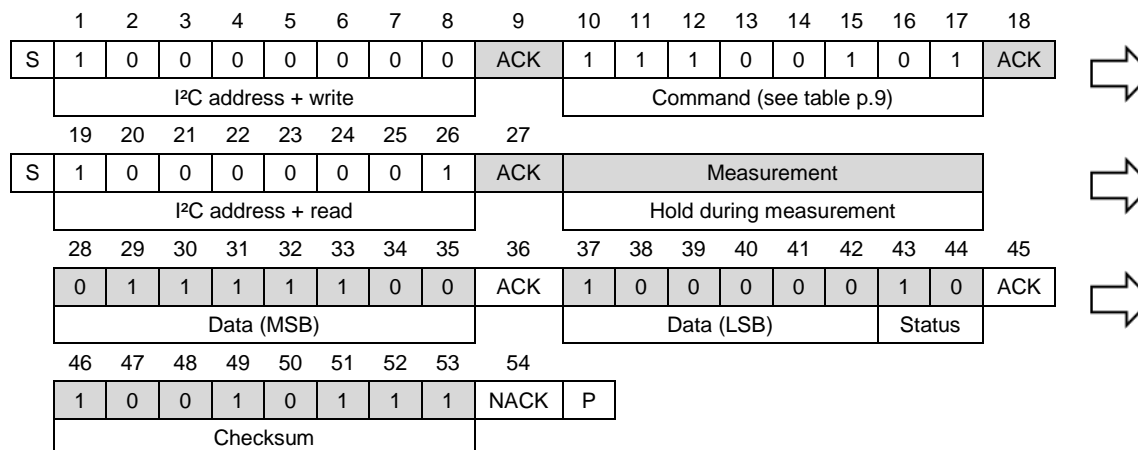 1 2 3 4 5 6 7 8 9 10 11 12 13 14 15 16 17 18
S 1 0 0 0 0 0 0 0 ACK 1 1 1 0 0 1 0 1 ACK
I²C address + write Command (see table p.9)
19 20 21 22 23 24 25 26 27
S 1 0 0 0 0 0 0 1 ACK Measurement
I²C address + read Hold during measurement
28 29 30 31 32 33 34 35 36 37 38 39 40 41 42 43 44 45
0 1 1 1 1 1 0 0 ACK 1 0 0 0 0 0 1 0 ACK
Data (MSB) Data (LSB) Status
46 47 48 49 50 51 52 53 54
1 0 0 1 0 1 1 1 NACK P
Checksum